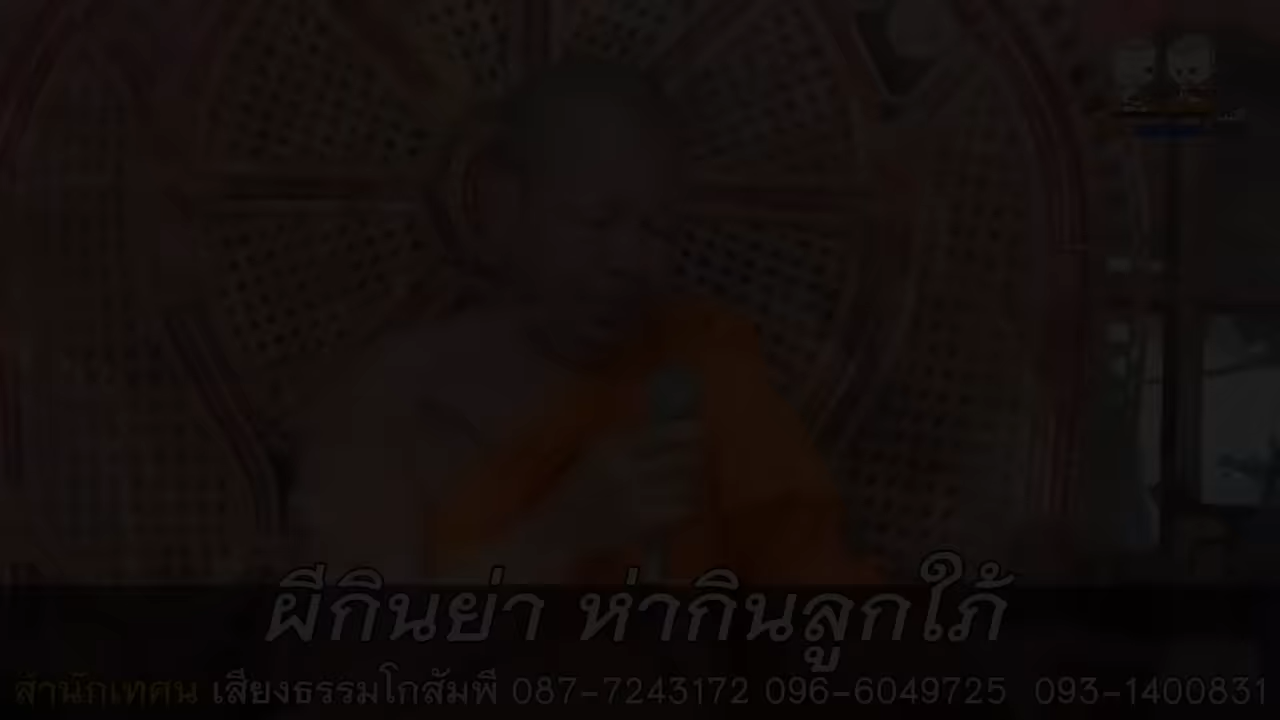 ผีกินย่า ห่ากินลูกใภ้
สำนักเทศน เสียงธรรมโกสัมพี 087-7243172 096-6049725 093-1400831